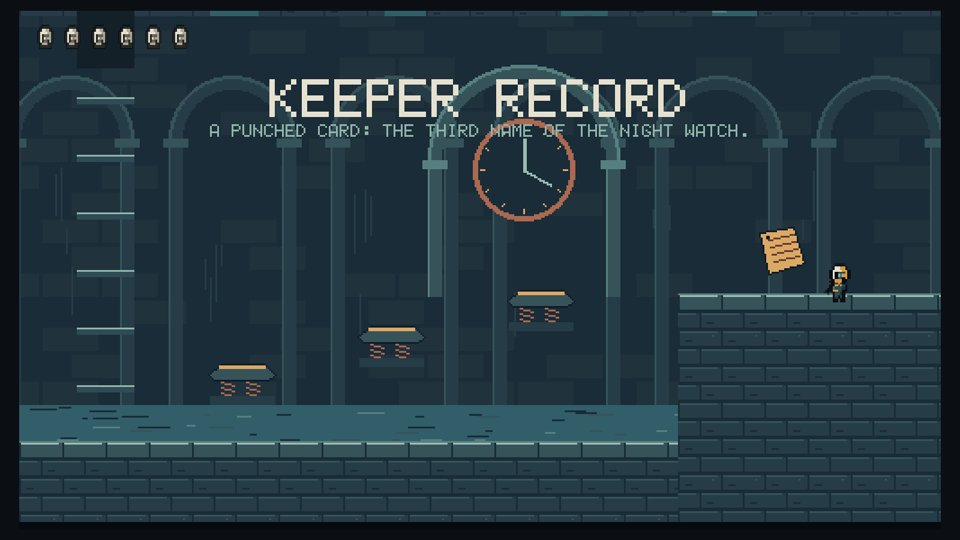 KEEPER RECORD
A PUNCHED CARD: THE THIRD NAME OF THE NIGHT WATCH.